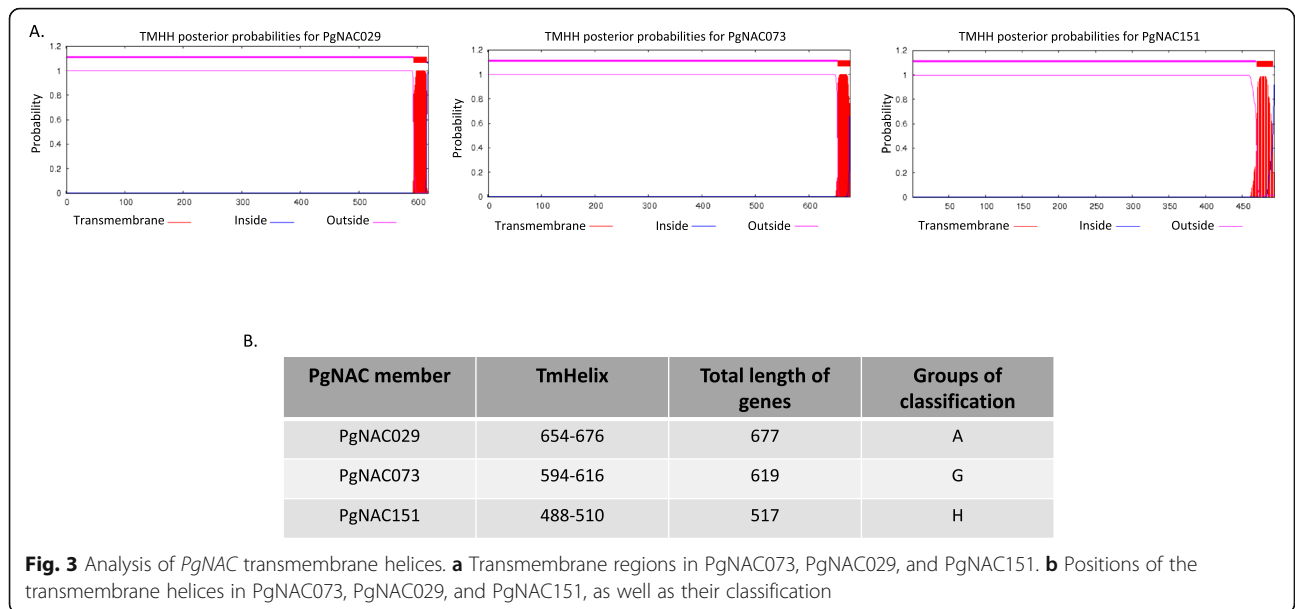 A.
TMHH posterior probabilities for PgNAC029
1.2
1
0.8
0.6
0.4
0.2
0
Probability
0 100 200 300 400 500 600
Transmembrane Inside Outside
TMHH posterior probabilities for PgNAC073
1.2
1
0.8
0.6
0.4
0.2
0
Probability
0 100 200 300 400 500 600
Transmembrane Inside Outside
TMHH posterior probabilities for PgNAC151
1.2
1
0.8
0.6
0.4
0.2
0
Probability
50 100 150 200 250 300 350 400 450
Transmembrane Inside Outside
B.
PgNAC member TmHelix Total length of genes Groups of classification
PgNAC029 654-676 677 A
PgNAC073 594-616 619 G
PgNAC151 488-510 517 H
Fig. 3 Analysis of PgNAC transmembrane helices. a Transmembrane regions in PgNAC073, PgNAC029, and PgNAC151. b Positions of the
transmembrane helices in PgNAC073, PgNAC029, and PgNAC151, as well as their classification